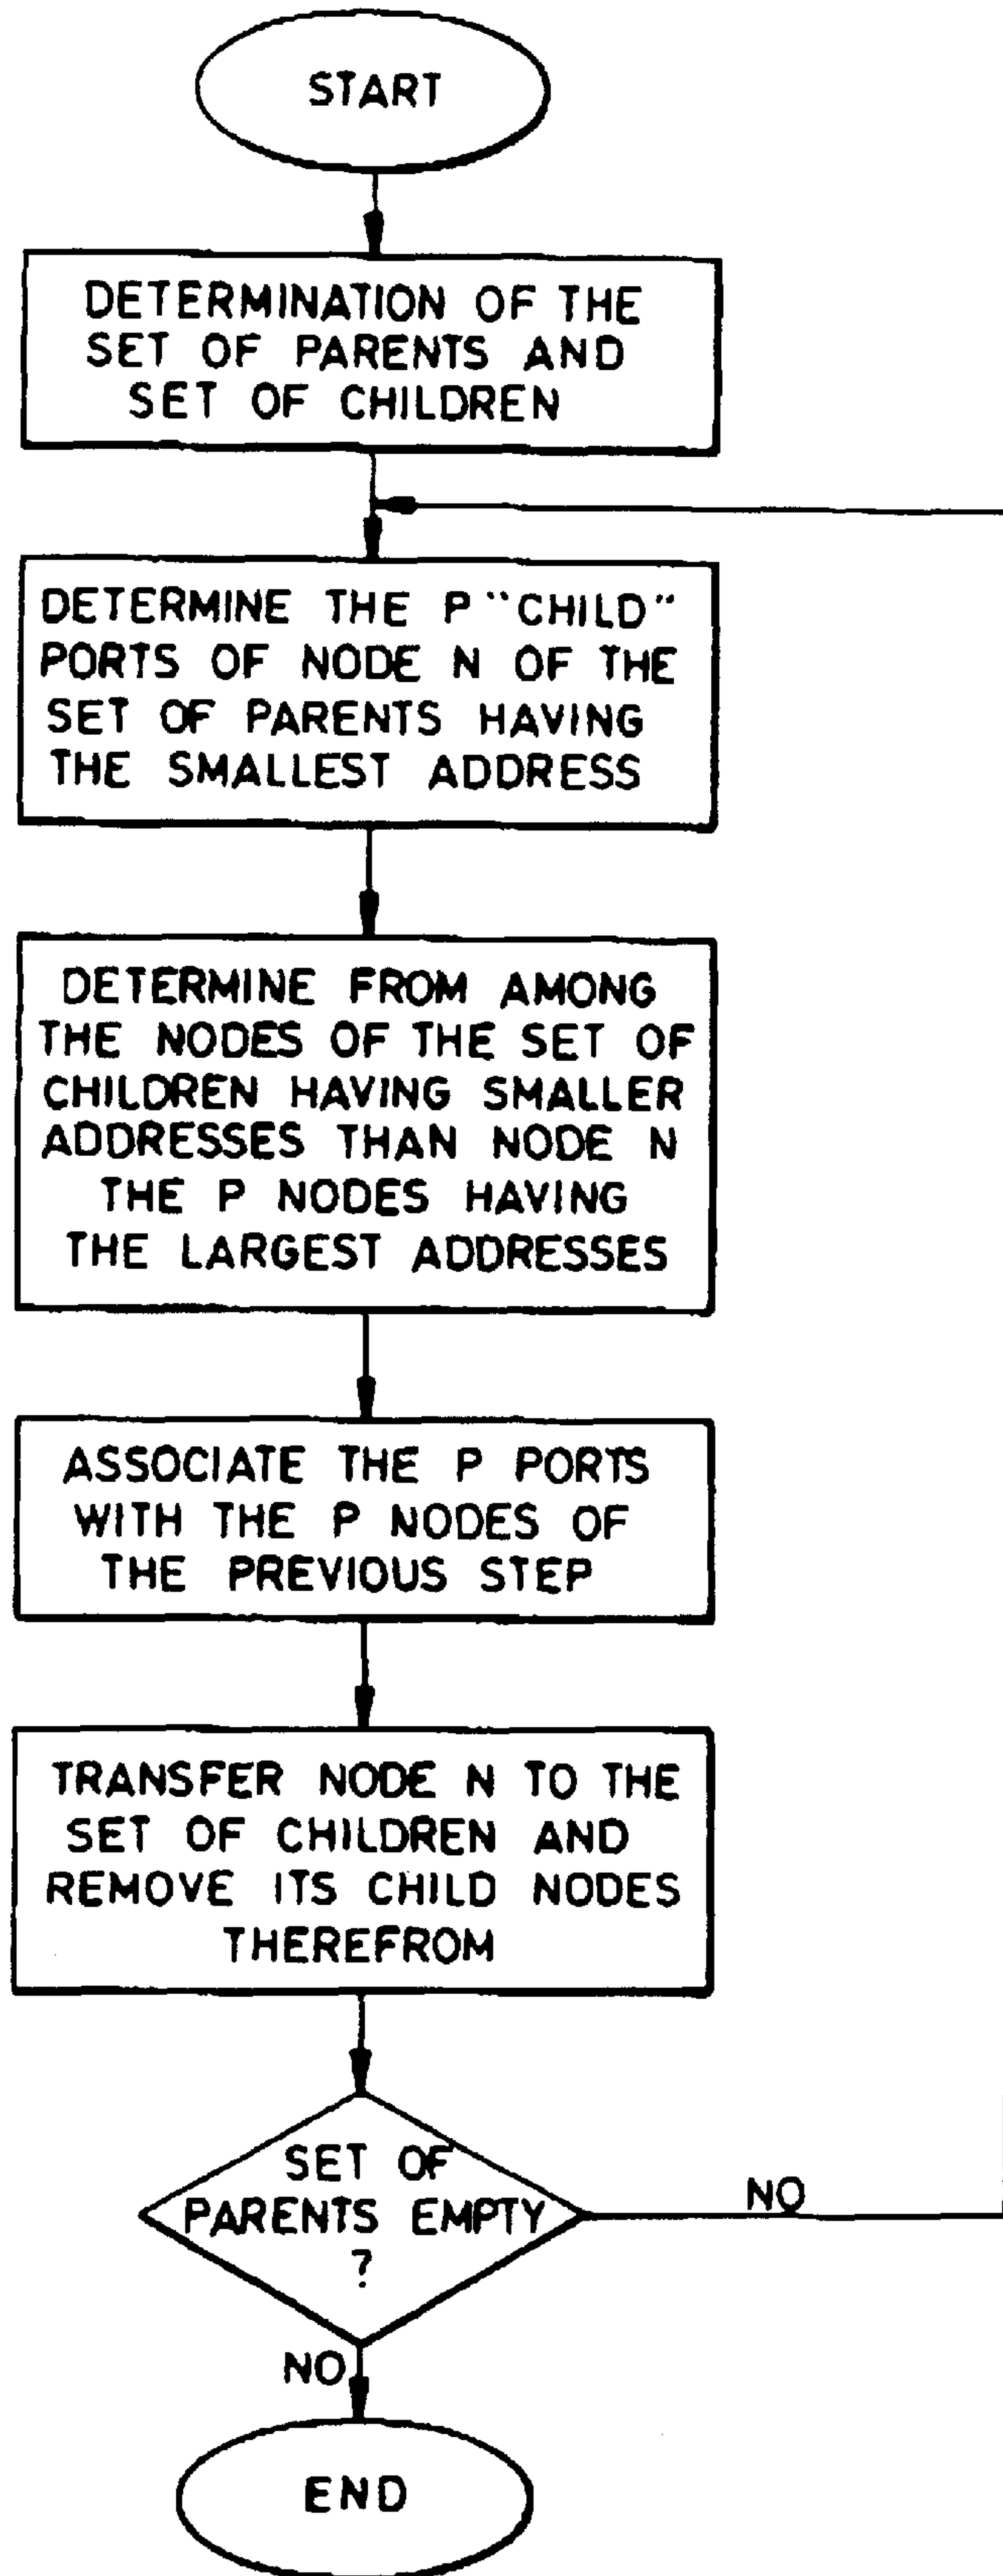 START
DETERMINATION OF THE
SET OF PARENTS AND
SET OF CHILDREN
DETERMINE THE P "CHILD"
PORTS OF NODE N OF THE
SET OF PARENTS HAVING
THE SMALLEST ADDRESS
DETERMINE FROM AMONG
THE NODES OF THE SET OF
CHILDREN HAVING SMALLER
ADDRESSES THAN NODE N
THE P NODES HAVING
THE LARGEST ADDRESSES
ASSOCIATE THE P PORTS
WITH THE P NODES OF
THE PREVIOUS STEP
TRANSFER NODE N TO THE
SET OF CHILDREN AND
REMOVE ITS CHILD NODES
THEREFROM
SET OF
PARENTS EMPTY
?
NO
NO
END